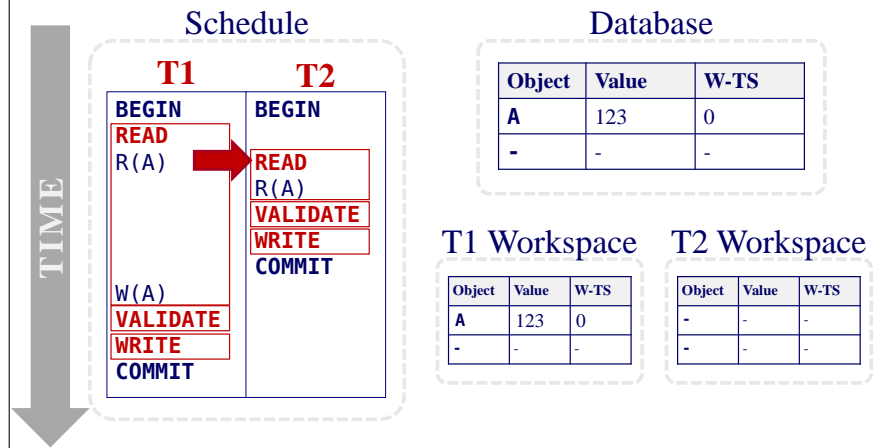 Schedule
T1 T2
BEGIN BEGIN
READ
R(A) READ
R(A)
VALIDATE
WRITE
COMMIT
W(A)
VALIDATE
WRITE
COMMIT
TIME
Database
Object Value W-TS
A 123 0
- - -
T1 Workspace
Object Value W-TS
A 123 0
- - -
T2 Workspace
Object Value W-TS
- - -
- - -